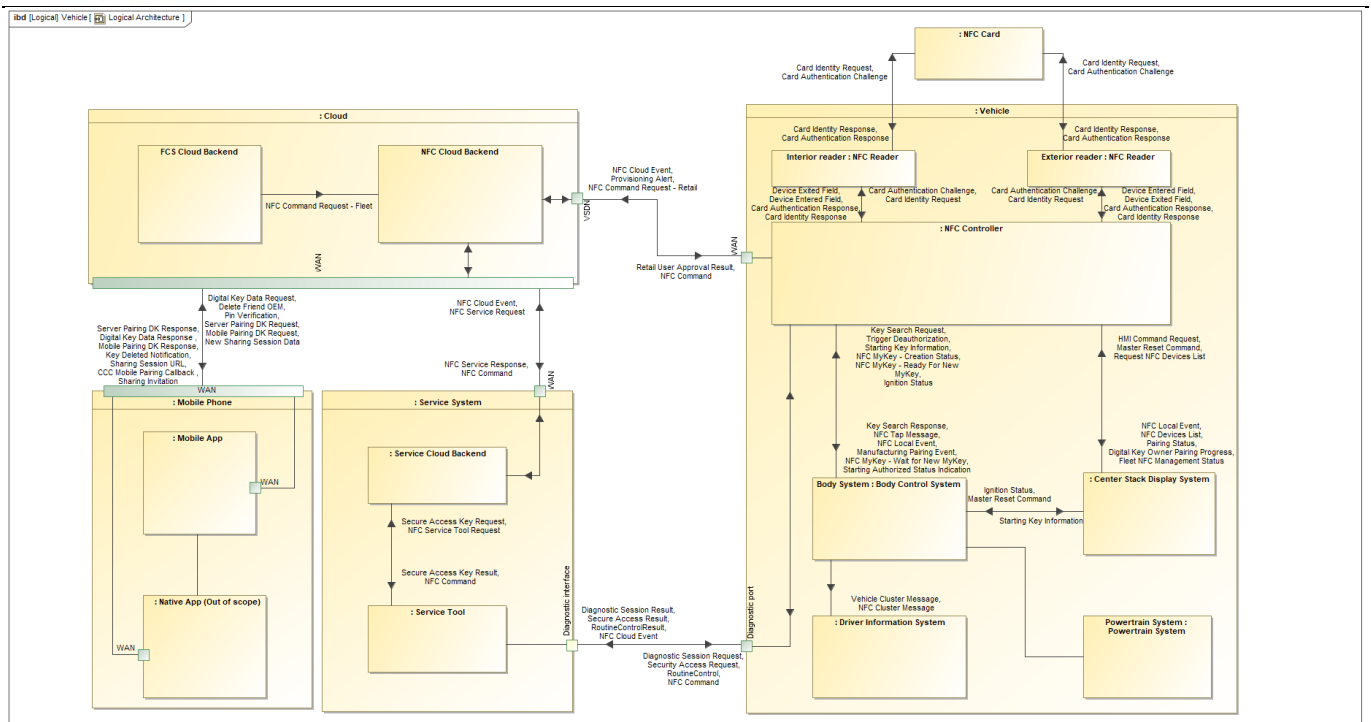 ibd [Logical] Vehicle [ Logical Architecture ]
: NFC Card
Card Identity Request,
Card Authentication Challenge
Card Identity Request,
Card Authentication Challenge
: Cloud
FCS Cloud Backend
NFC Cloud Backend
NFC Command Request - Fleet
WAN
VSDN
NFC Cloud Event,
Provisioning Alert,
NFC Command Request - Retail
Retail User Approval Result,
NFC Command
WAN
: Vehicle
Card Identity Response,
Card Authentication Response
Card Identity Response,
Card Authentication Response
Interior reader : NFC Reader
Exterior reader : NFC Reader
Device Exited Field,
Device Entered Field,
Card Authentication Response,
Card Identity Response
Card Authentication Challenge,
Card Identity Request
Card Authentication Challenge,
Card Identity Request
Device Entered Field,
Device Exited Field,
Card Authentication Response,
Card Identity Response
: NFC Controller
Digital Key Data Request,
Delete Friend OEM,
Pin Verification,
Server Pairing DK Request,
Mobile Pairing DK Request,
New Sharing Session Data
Server Pairing DK Response,
Digital Key Data Response ,
Mobile Pairing DK Response,
Key Deleted Notification,
Sharing Session URL,
CCC Mobile Pairing Callback ,
Sharing Invitation
NFC Cloud Event,
NFC Service Request
NFC Service Response,
NFC Command
WAN
WAN
: Mobile Phone
: Mobile App
WAN
: Native App (Out of scope)
WAN
: Service System
: Service Cloud Backend
Secure Access Key Request,
NFC Service Tool Request
Secure Access Key Result,
NFC Command
: Service Tool
Diagnostic interface
Diagnostic Session Result,
Secure Access Result,
RoutineControlResult,
NFC Cloud Event
Diagnostic Session Request,
Security Access Request,
RoutineControl,
NFC Command
Diagnostic port
Key Search Request,
Trigger Deauthorization,
Starting Key Information,
NFC MyKey - Creation Status,
NFC MyKey - Ready For New
MyKey,
Ignition Status
HMI Command Request,
Master Reset Command,
Request NFC Devices List
Key Search Response,
NFC Tap Message,
NFC Local Event,
Manufacturing Pairing Event,
NFC MyKey - Wait for New MyKey,
Starting Authorized Status Indication
NFC Local Event,
NFC Devices List,
Pairing Status,
Digital Key Owner Pairing Progress,
Fleet NFC Management Status
Body System : Body Control System
: Center Stack Display System
Ignition Status,
Master Reset Command
Starting Key Information
Vehicle Cluster Message,
NFC Cluster Message
: Driver Information System
Powertrain System :
Powertrain System